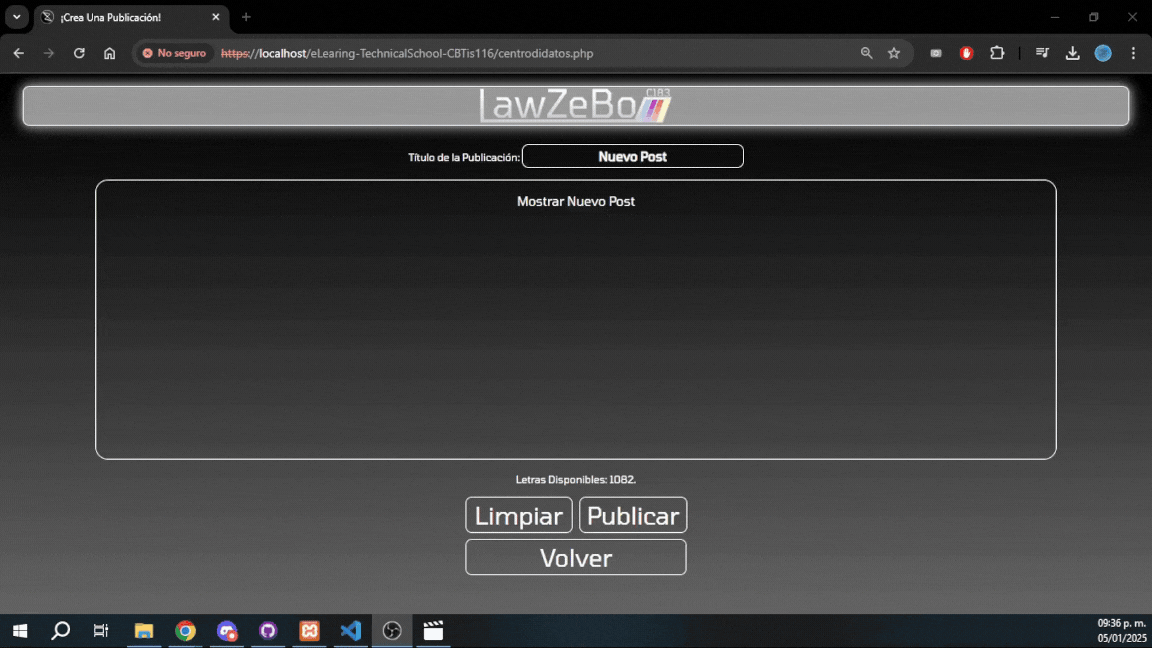 ¡Crea Una Publicación!
No seguro
https://localhost/eLearing-TechnicalSchool-CBTis116/centrodidatos.php
LawZeBo
C1B3
Título de la Publicación: Nuevo Post
Mostrar Nuevo Post
Letras Disponibles: 1082.
Limpiar Publicar
Volver
09:36 p. m.
05/01/2025